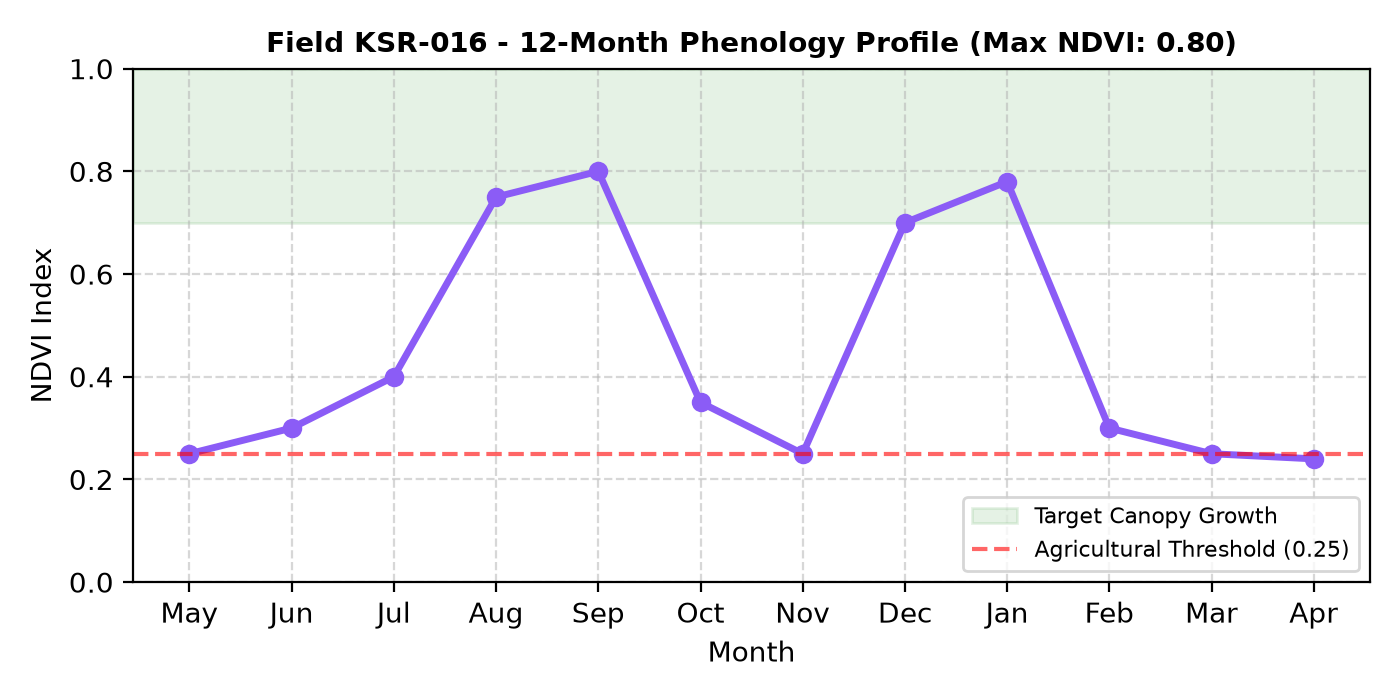 Field KSR-016 - 12-Month Phenology Profile (Max NDVI: 0.80)
1.0
0.8
0.6
0.4
0.2
0.0
NDVI Index
Target Canopy Growth
Agricultural Threshold (0.25)
May Jun Jul Aug Sep Oct Nov Dec Jan Feb Mar Apr
Month